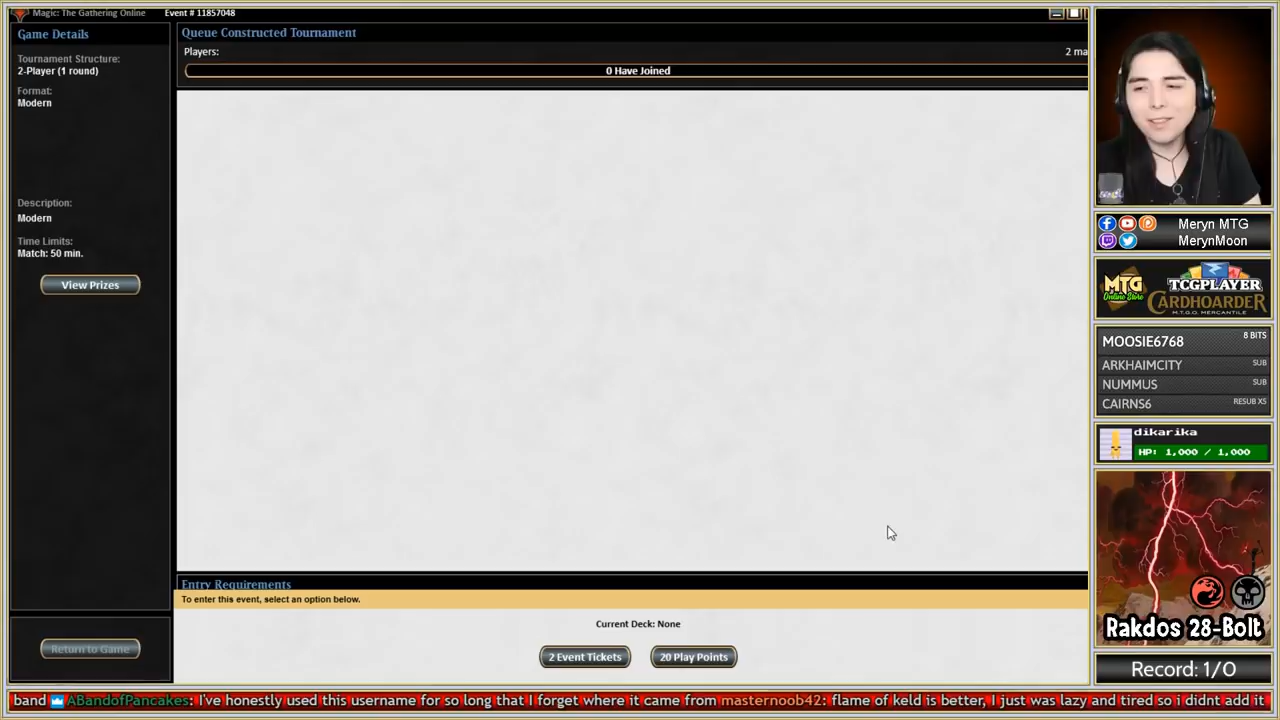 Magic: The Gathering Online
Event # 11857048
Game Details
Tournament Structure:
2-Player (1 round)
Format:
Modern
Description:
Modern
Time Limits:
Match: 50 min.
View Prizes
Return to Game
Queue Constructed Tournament
Players:
2 ma
0 Have Joined
Entry Requirements
To enter this event, select an option below.
Current Deck: None
2 Event Tickets
20 Play Points
Meryn MTG
MerynMoon
MTG
Online Store
TCGPLAYER
CARDHOARDER
M.T.G.O. MERCANTILE
MOOSIE6768 8 BITS
ARKHAIMCITY SUB
NUMMUS SUB
CAIRNS6 RESUB X5
dikarika
HP: 1,000 / 1,000
Rakdos 28-Bolt
Record: 1/0
band ABandofPancakes: I've honestly used this username for so long that I forget where it came from masternoob42: flame of keld is better, I just was lazy and tired so i didnt add it